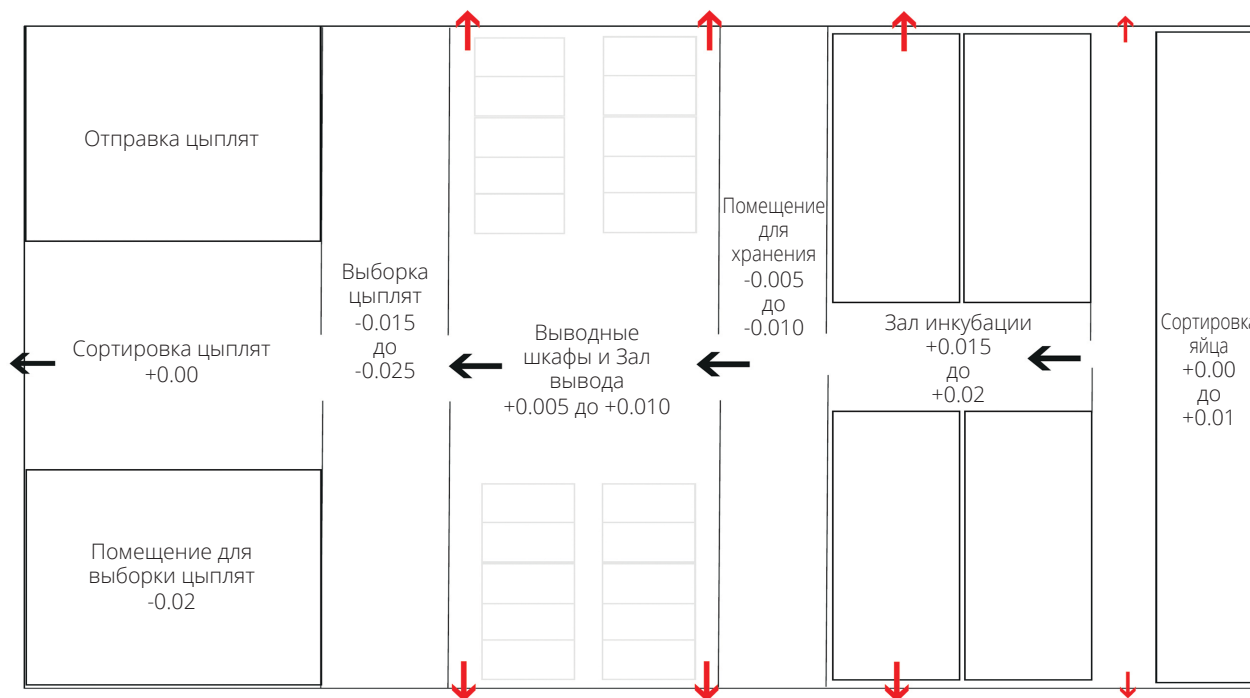 Отправка цыплят
Сортировка цыплят
+0.00
Помещение для
выборки цыплят
-0.02
Выборка
цыплят
-0.015
до
-0.025
Выводные
шкафы и Зал
вывода
+0.005 до +0.010
Помещение
для
хранения
-0.005
до
-0.010
Зал инкубации
+0.015
до
+0.02
Сортировка
яйца
+0.00
до
+0.01